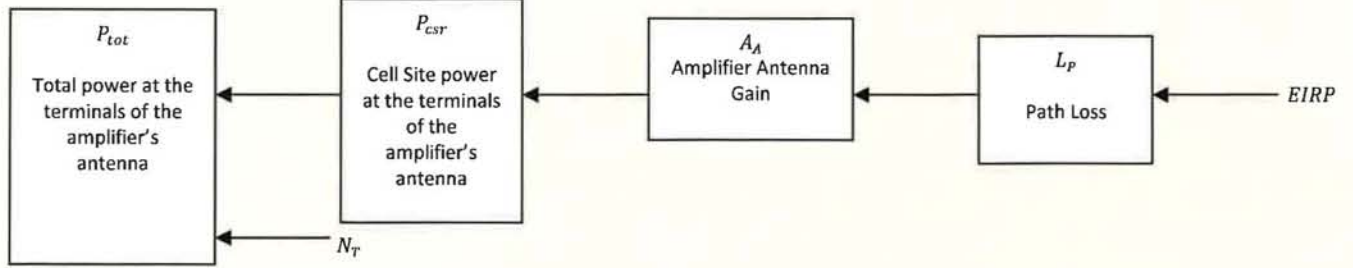 P_tot
Total power at the
terminals of the
amplifier's
antenna
P_csr
Cell Site power
at the terminals
of the
amplifier's
antenna
N_T
A_A
Amplifier Antenna
Gain
L_P
Path Loss
EIRP